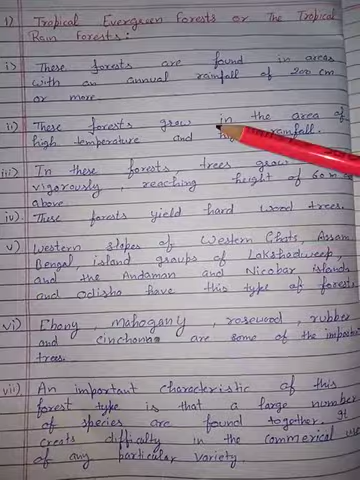 1) Tropical Evergreen Forests or The Tropical
Rain Forests:
i) These forests are found in areas
with an annual rainfall of 200 cm
or more.
ii) These forests grow in the area of
high temperature and rainfall.
iii) In these forests, trees grow
vigorously, reaching height of 60 m
above
iv). These forests yield hard wood trees.
v) Western slopes of Western Ghats, Assam
Bengal, island groups of Lakshadweep,
and the Andaman and Nicobar islands
and Odisha have this type of forest.
vi) Ebony, mahogany, rosewood, rubber
and cinchona are some of the important
trees.
vii) An important characteristic of this
forest type is that a large number
of species are found together. It
creats difficulty in the commerical use
of any particular variety.